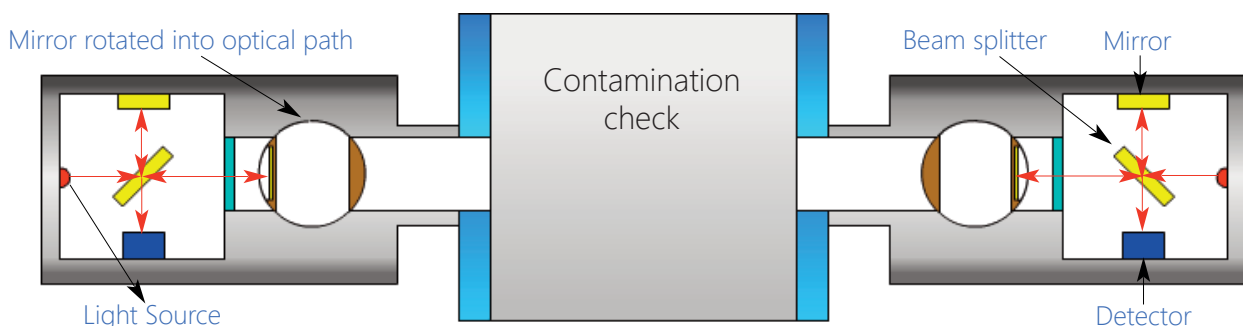 Mirror rotated into optical path
Beam splitter
Mirror
Contamination
check
Light Source
Detector